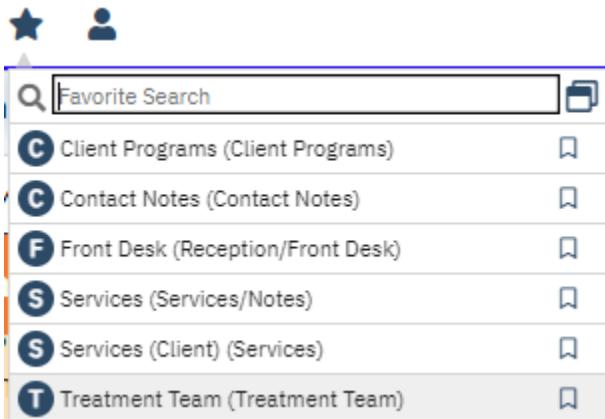 Favorite Search
C Client Programs (Client Programs)
C Contact Notes (Contact Notes)
F Front Desk (Reception/Front Desk)
S Services (Services/Notes)
S Services (Client) (Services)
T Treatment Team (Treatment Team)